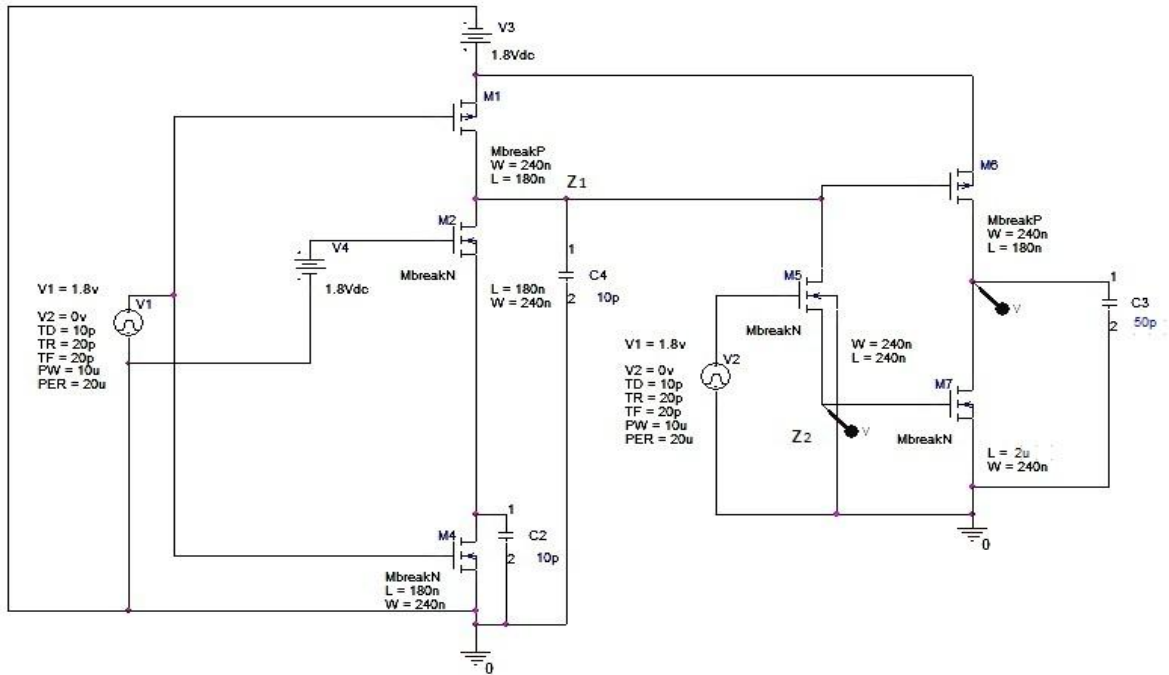 V3
1.8Vdc
M1
MbreakP
W = 240n
L = 180n
Z1
M6
MbreakP
W = 240n
L = 180n
M2
V4
MbreakN
1.8Vdc
L = 180n
W = 240n
1
C4
2
10p
V1 = 1.8v
V1
V2 = 0v
TD = 10p
TR = 20p
TF = 20p
PW = 10u
PER = 20u
M5
MbreakN
W = 240n
L = 240n
V1 = 1.8v
V2
V2 = 0v
TD = 10p
TR = 20p
TF = 20p
PW = 10u
PER = 20u
V
1
C3
2
50p
M7
Z2
V
MbreakN
L = 2u
W = 240n
0
M4
1
C2
2
10p
MbreakN
L = 180n
W = 240n
0